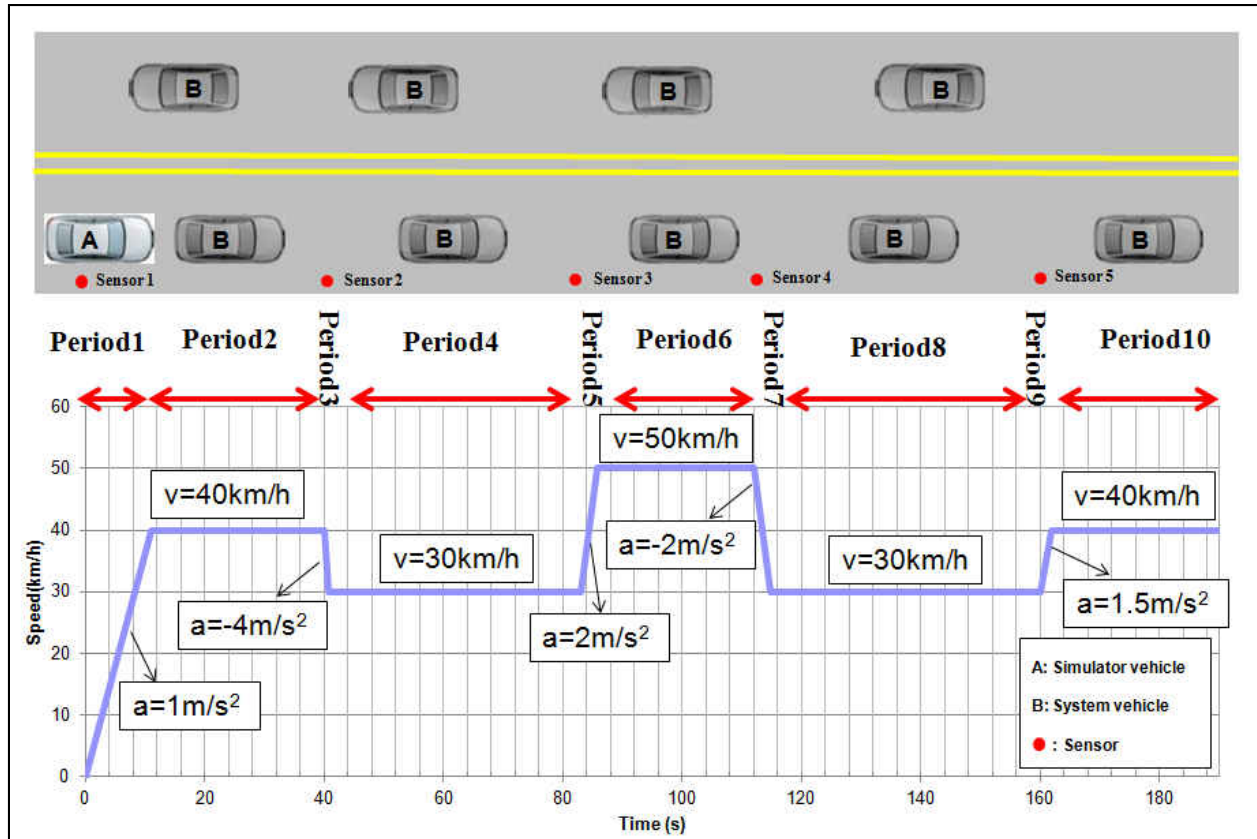 B B B B
A B B B B B
Sensor 1 Sensor 2 Sensor 3 Sensor 4 Sensor 5
Period1 Period2 Period3 Period4 Period5 Period6 Period7 Period8 Period9 Period10
60
50
40
30
20
10
0
Speed(km/h)
v=50km/h
v=40km/h
v=40km/h
a=-2m/s²
v=30km/h
v=30km/h
a=-4m/s²
a=1.5m/s²
a=2m/s²
a=1m/s²
A: Simulator vehicle
B: System vehicle
: Sensor
0 20 40 60 80 100 120 140 160 180
Time (s)